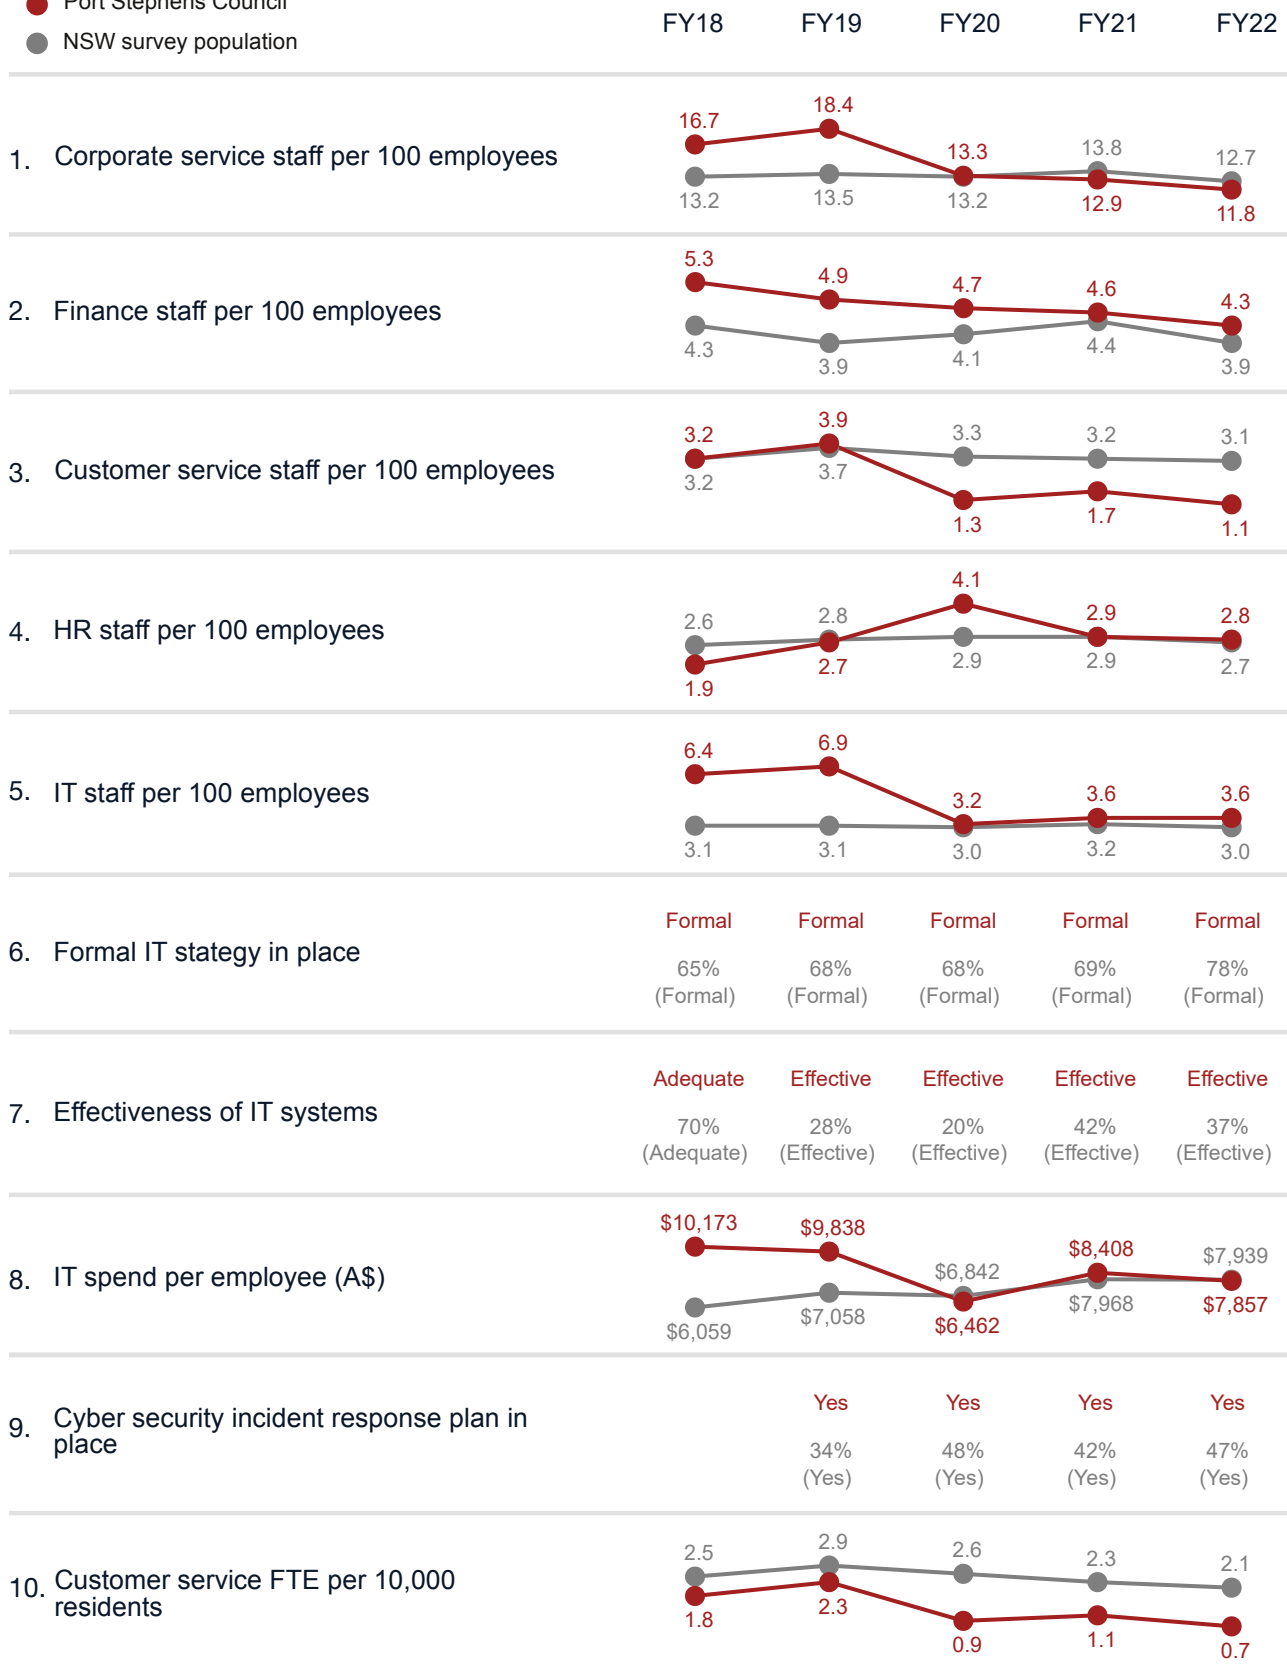 Port Stephens Council
NSW survey population
FY18 FY19 FY20 FY21 FY22
1. Corporate service staff per 100 employees
16.7 18.4 13.3 13.8 12.7
13.2 13.5 13.2 12.9 11.8
2. Finance staff per 100 employees
5.3 4.9 4.7 4.6 4.3
4.3 3.9 4.1 4.4 3.9
3. Customer service staff per 100 employees
3.2 3.9 3.3 3.2 3.1
3.2 3.7 1.3 1.7 1.1
4. HR staff per 100 employees
2.6 2.8 4.1 2.9 2.8
1.9 2.7 2.9 2.9 2.7
5. IT staff per 100 employees
6.4 6.9 3.2 3.6 3.6
3.1 3.1 3.0 3.2 3.0
6. Formal IT stategy in place
Formal Formal Formal Formal Formal
65% 68% 68% 69% 78%
(Formal) (Formal) (Formal) (Formal) (Formal)
7. Effectiveness of IT systems
Adequate Effective Effective Effective Effective
70% 28% 20% 42% 37%
(Adequate) (Effective) (Effective) (Effective) (Effective)
8. IT spend per employee (A$)
$10,173 $9,838 $6,842 $8,408 $7,939
$6,059 $7,058 $6,462 $7,968 $7,857
9. Cyber security incident response plan in
place
Yes Yes Yes Yes
34% 48% 42% 47%
(Yes) (Yes) (Yes) (Yes)
10. Customer service FTE per 10,000
residents
2.5 2.9 2.6 2.3 2.1
1.8 2.3 0.9 1.1 0.7